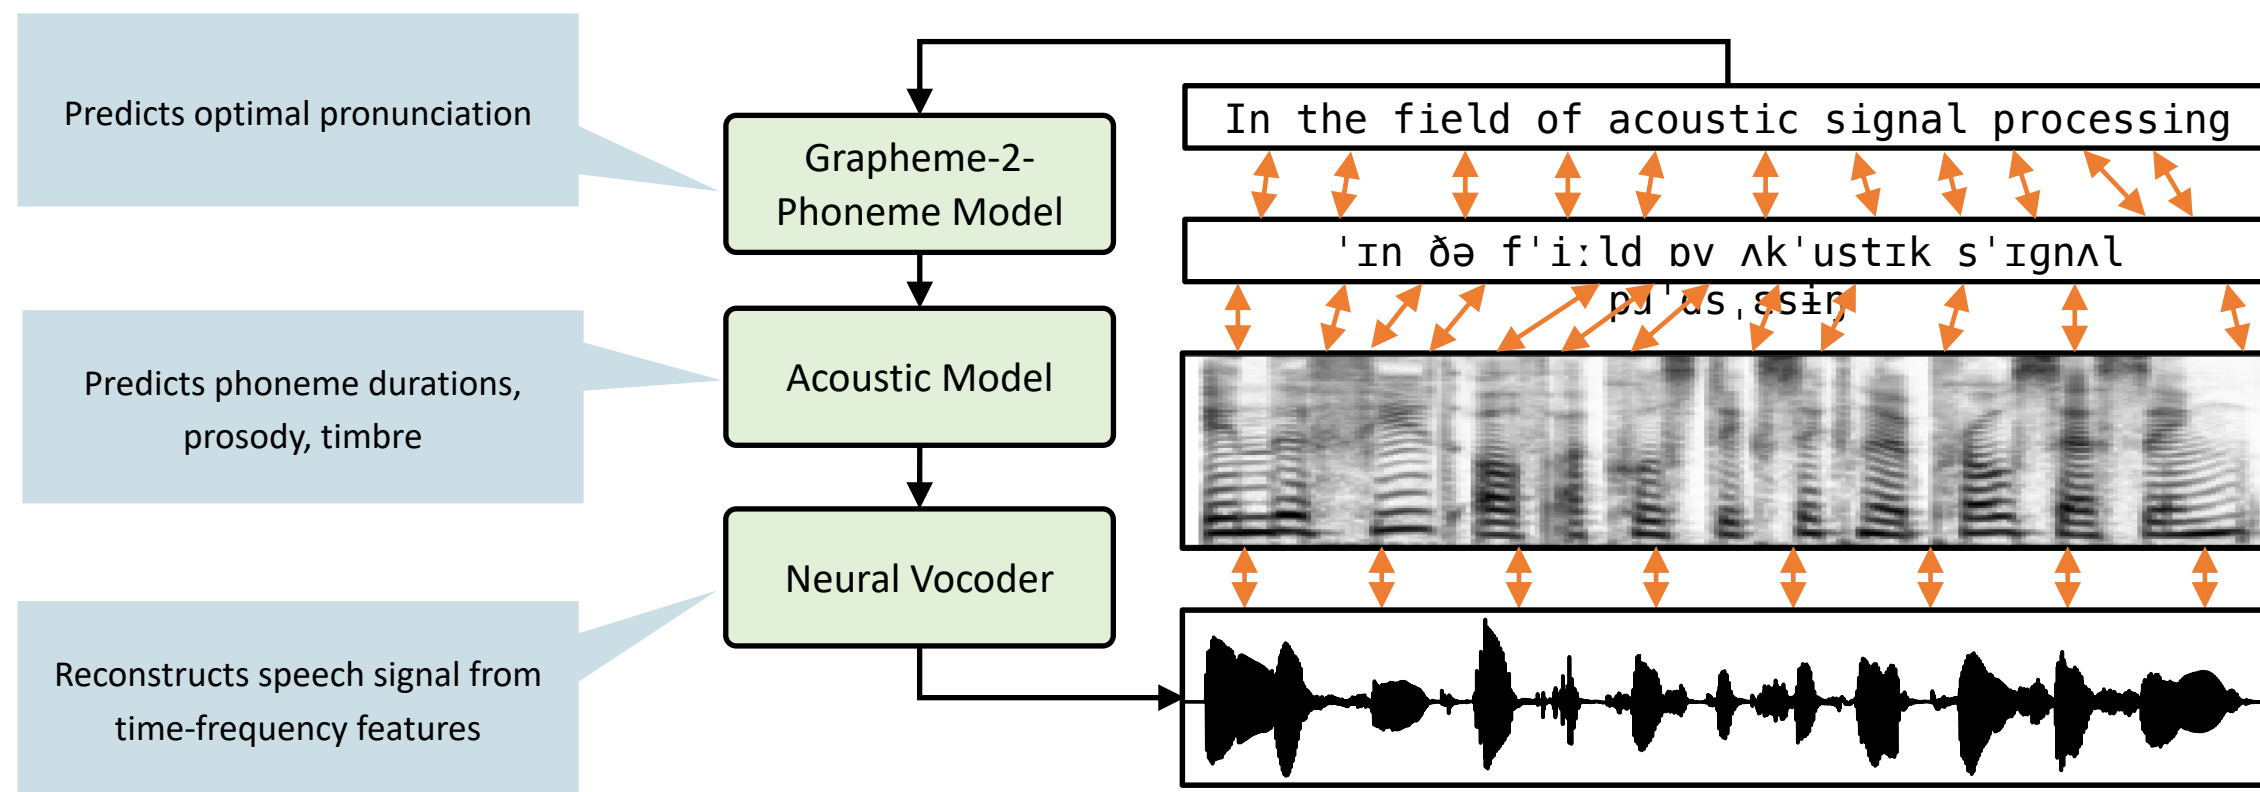 Predicts optimal pronunciation
Grapheme-2-
Phoneme Model
In the field of acoustic signal processing
ˈɪn ðə fˈiːld ɒv ʌkˈustɪk sˈɪɡnʌl
Predicts phoneme durations,
prosody, timbre
Acoustic Model
Neural Vocoder
Reconstructs speech signal from
time-frequency features